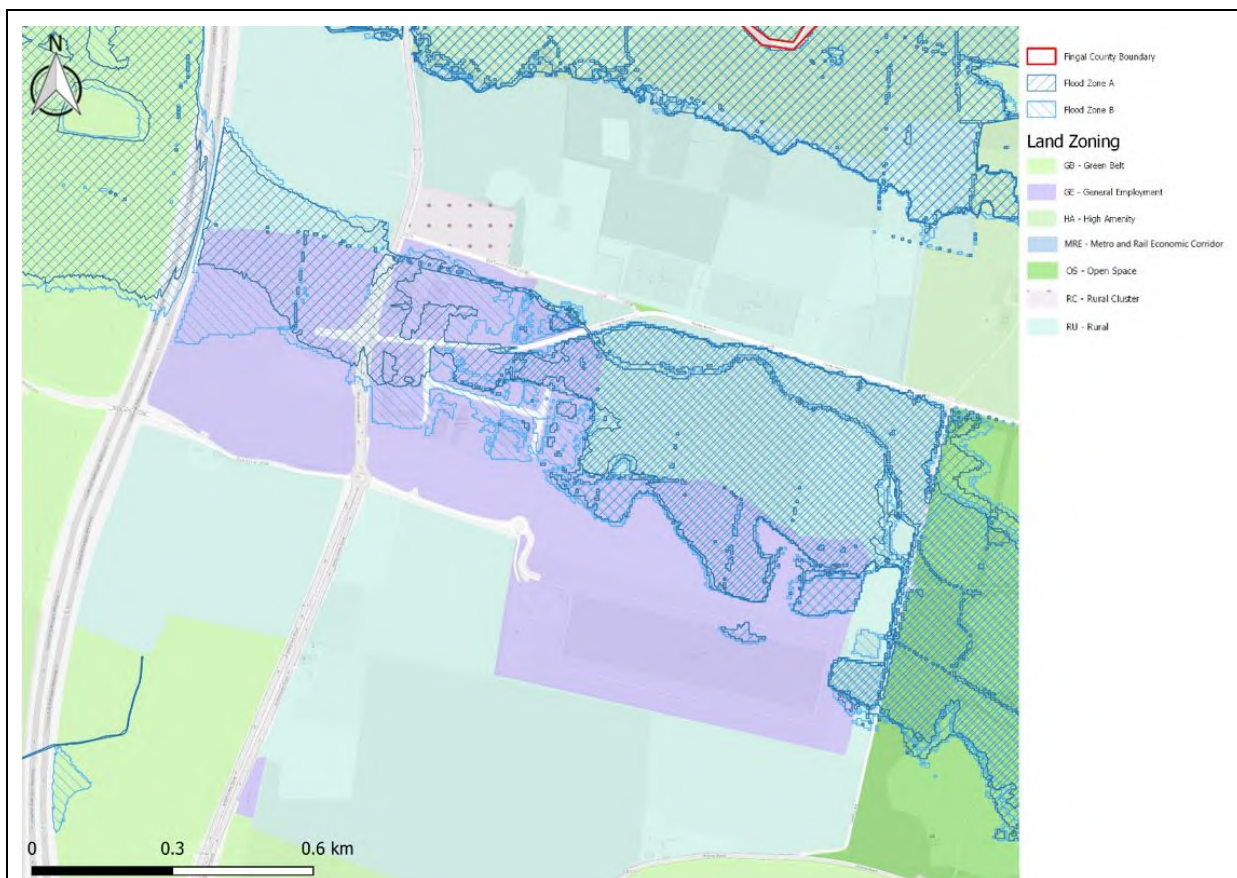 N
Fingal County Boundary
Flood Zone A
Flood Zone B
Land Zoning
GB - Green Belt
GE - General Employment
HA - High Amenity
MRE - Metro and Rail Economic Corridor
OS - Open Space
RC - Rural Cluster
RU - Rural
0 0.3 0.6 km